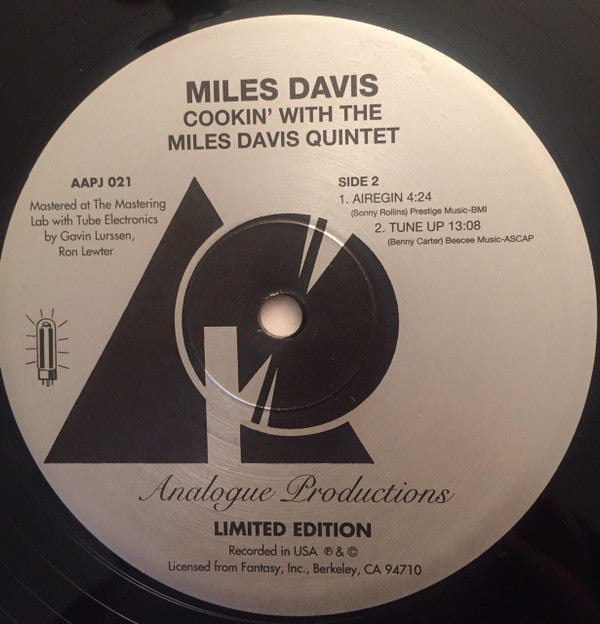 MILES DAVIS
COOKIN' WITH THE
MILES DAVIS QUINTET
AAPJ 021
Mastered at The Mastering
Lab with Tube Electronics
by Gavin Lurssen,
Ron Lewter
SIDE 2
1. AIREGIN 4:24
(Sonny Rollins) Prestige Music-BMI
2. TUNE UP 13:08
(Benny Carter) Beecee Music-ASCAP
Analogue Productions
LIMITED EDITION
Recorded in USA ℗ & ©
Licensed from Fantasy, Inc., Berkeley, CA 94710